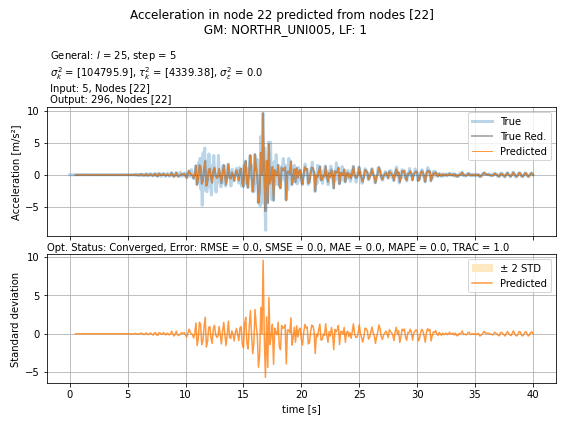 Acceleration in node 22 predicted from nodes [22]
GM: NORTHR_UNI005, LF: 1
General: l = 25, step = 5
σ²ₖ = [104795.9], τ²ₖ = [4339.38], σ²ε = 0.0
Input: 5, Nodes [22]
Output: 296, Nodes [22]
10
5
0
−5
Acceleration [m/s²]
True
True Red.
Predicted
Opt. Status: Converged, Error: RMSE = 0.0, SMSE = 0.0, MAE = 0.0, MAPE = 0.0, TRAC = 1.0
10
5
0
−5
Standard deviation
± 2 STD
Predicted
0 5 10 15 20 25 30 35 40
time [s]